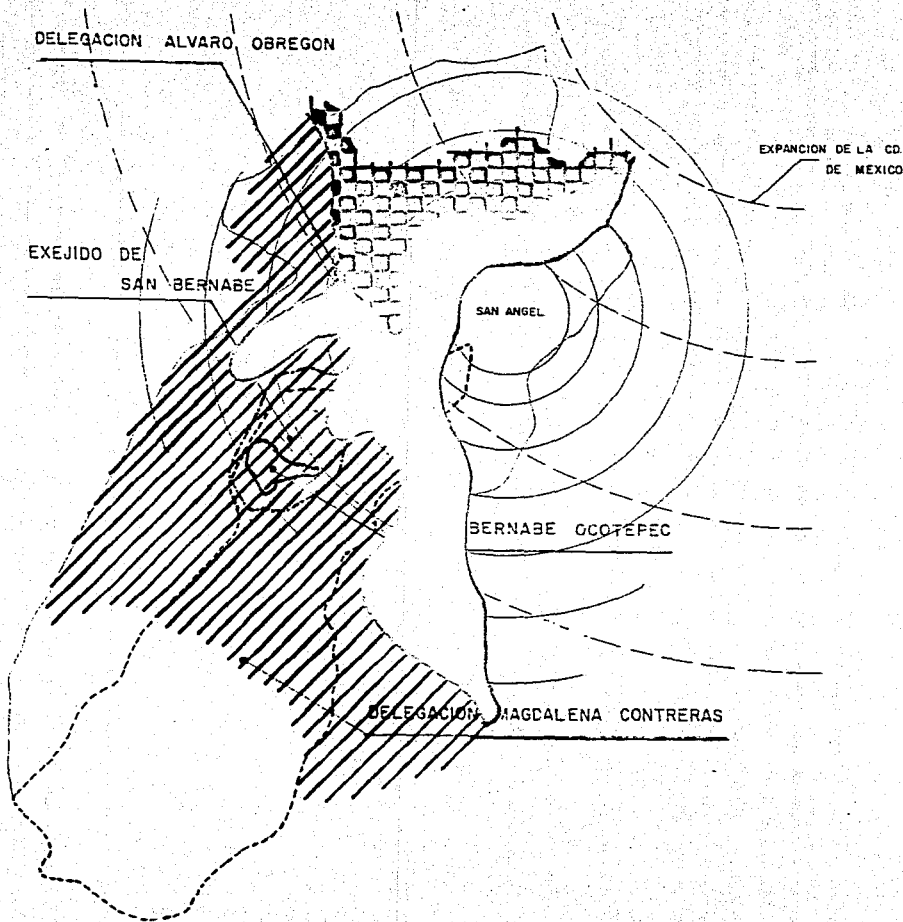 DELEGACION ALVARO OBREGON
EXPANCION DE LA CD.
DE MEXICO
EXEJIDO DE
SAN BERNABE
SAN ANGEL
BERNABE OCOTEPEC
DELEGACION MAGDALENA CONTRERAS